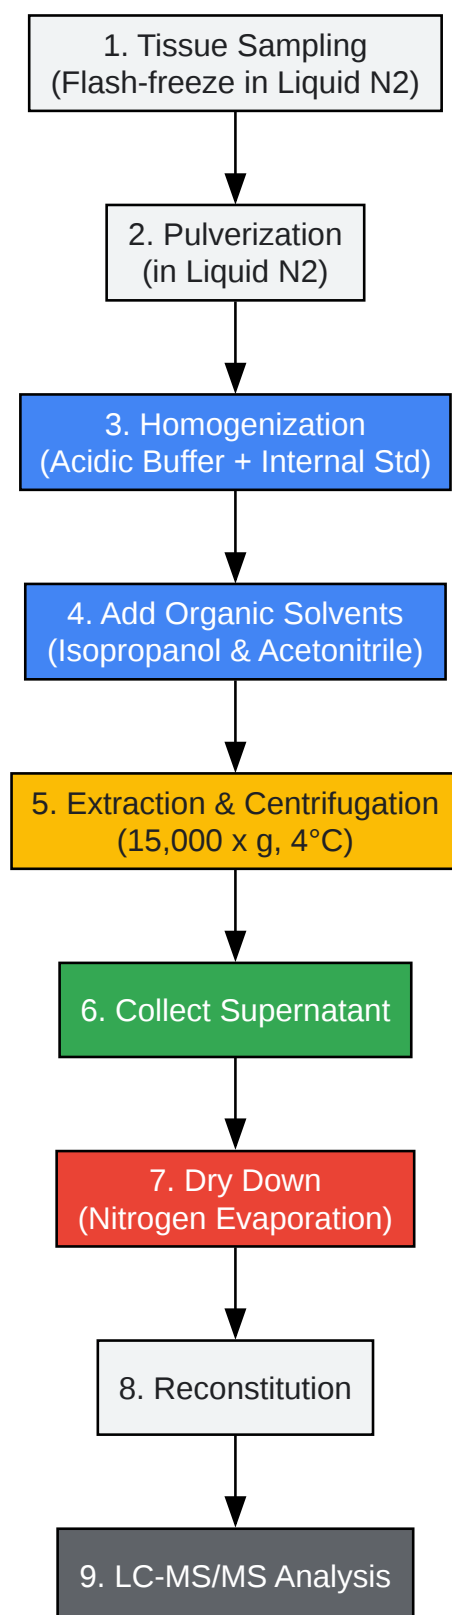 1. Tissue Sampling
(Flash-freeze in Liquid N2)
2. Pulverization
(in Liquid N2)
3. Homogenization
(Acidic Buffer + Internal Std)
4. Add Organic Solvents
(Isopropanol & Acetonitrile)
5. Extraction & Centrifugation
(15,000 x g, 4°C)
6. Collect Supernatant
7. Dry Down
(Nitrogen Evaporation)
8. Reconstitution
9. LC-MS/MS Analysis